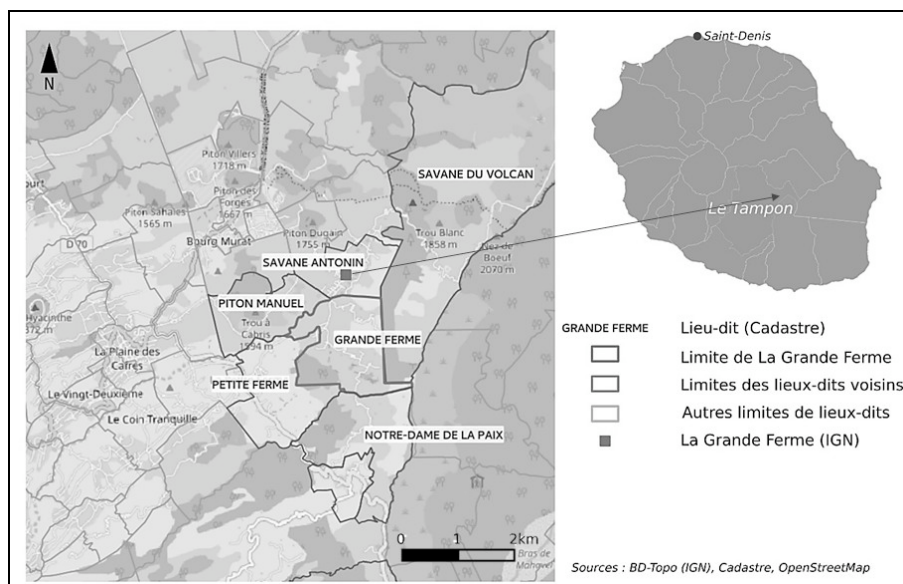 N
Piton Villers
1718 m
Piton des
Forges
1667 m
Piton Sahales
1565 m
D 70
Bourg Murat
Piton Dugain
1755 m
SAVANE DU VOLCAN
Trou Blanc
1858 m
Nez de
Boeuf
2070 m
SAVANE ANTONIN
PITON MANUEL
Trou à
Cabris
1594 m
GRANDE FERME
Hyacinthe
La Plaine des
Cafres
PETITE FERME
Le Vingt-Deuxième
Le Coin Tranquille
NOTRE-DAME DE LA PAIX
0 1 2km
Bras de
Saint-Denis
Le Tampon
GRANDE FERME Lieu-dit (Cadastre)
Limite de La Grande Ferme
Limites des lieux-dits voisins
Autres limites de lieux-dits
La Grande Ferme (IGN)
Sources : BD-Topo (IGN), Cadastre, OpenStreetMap